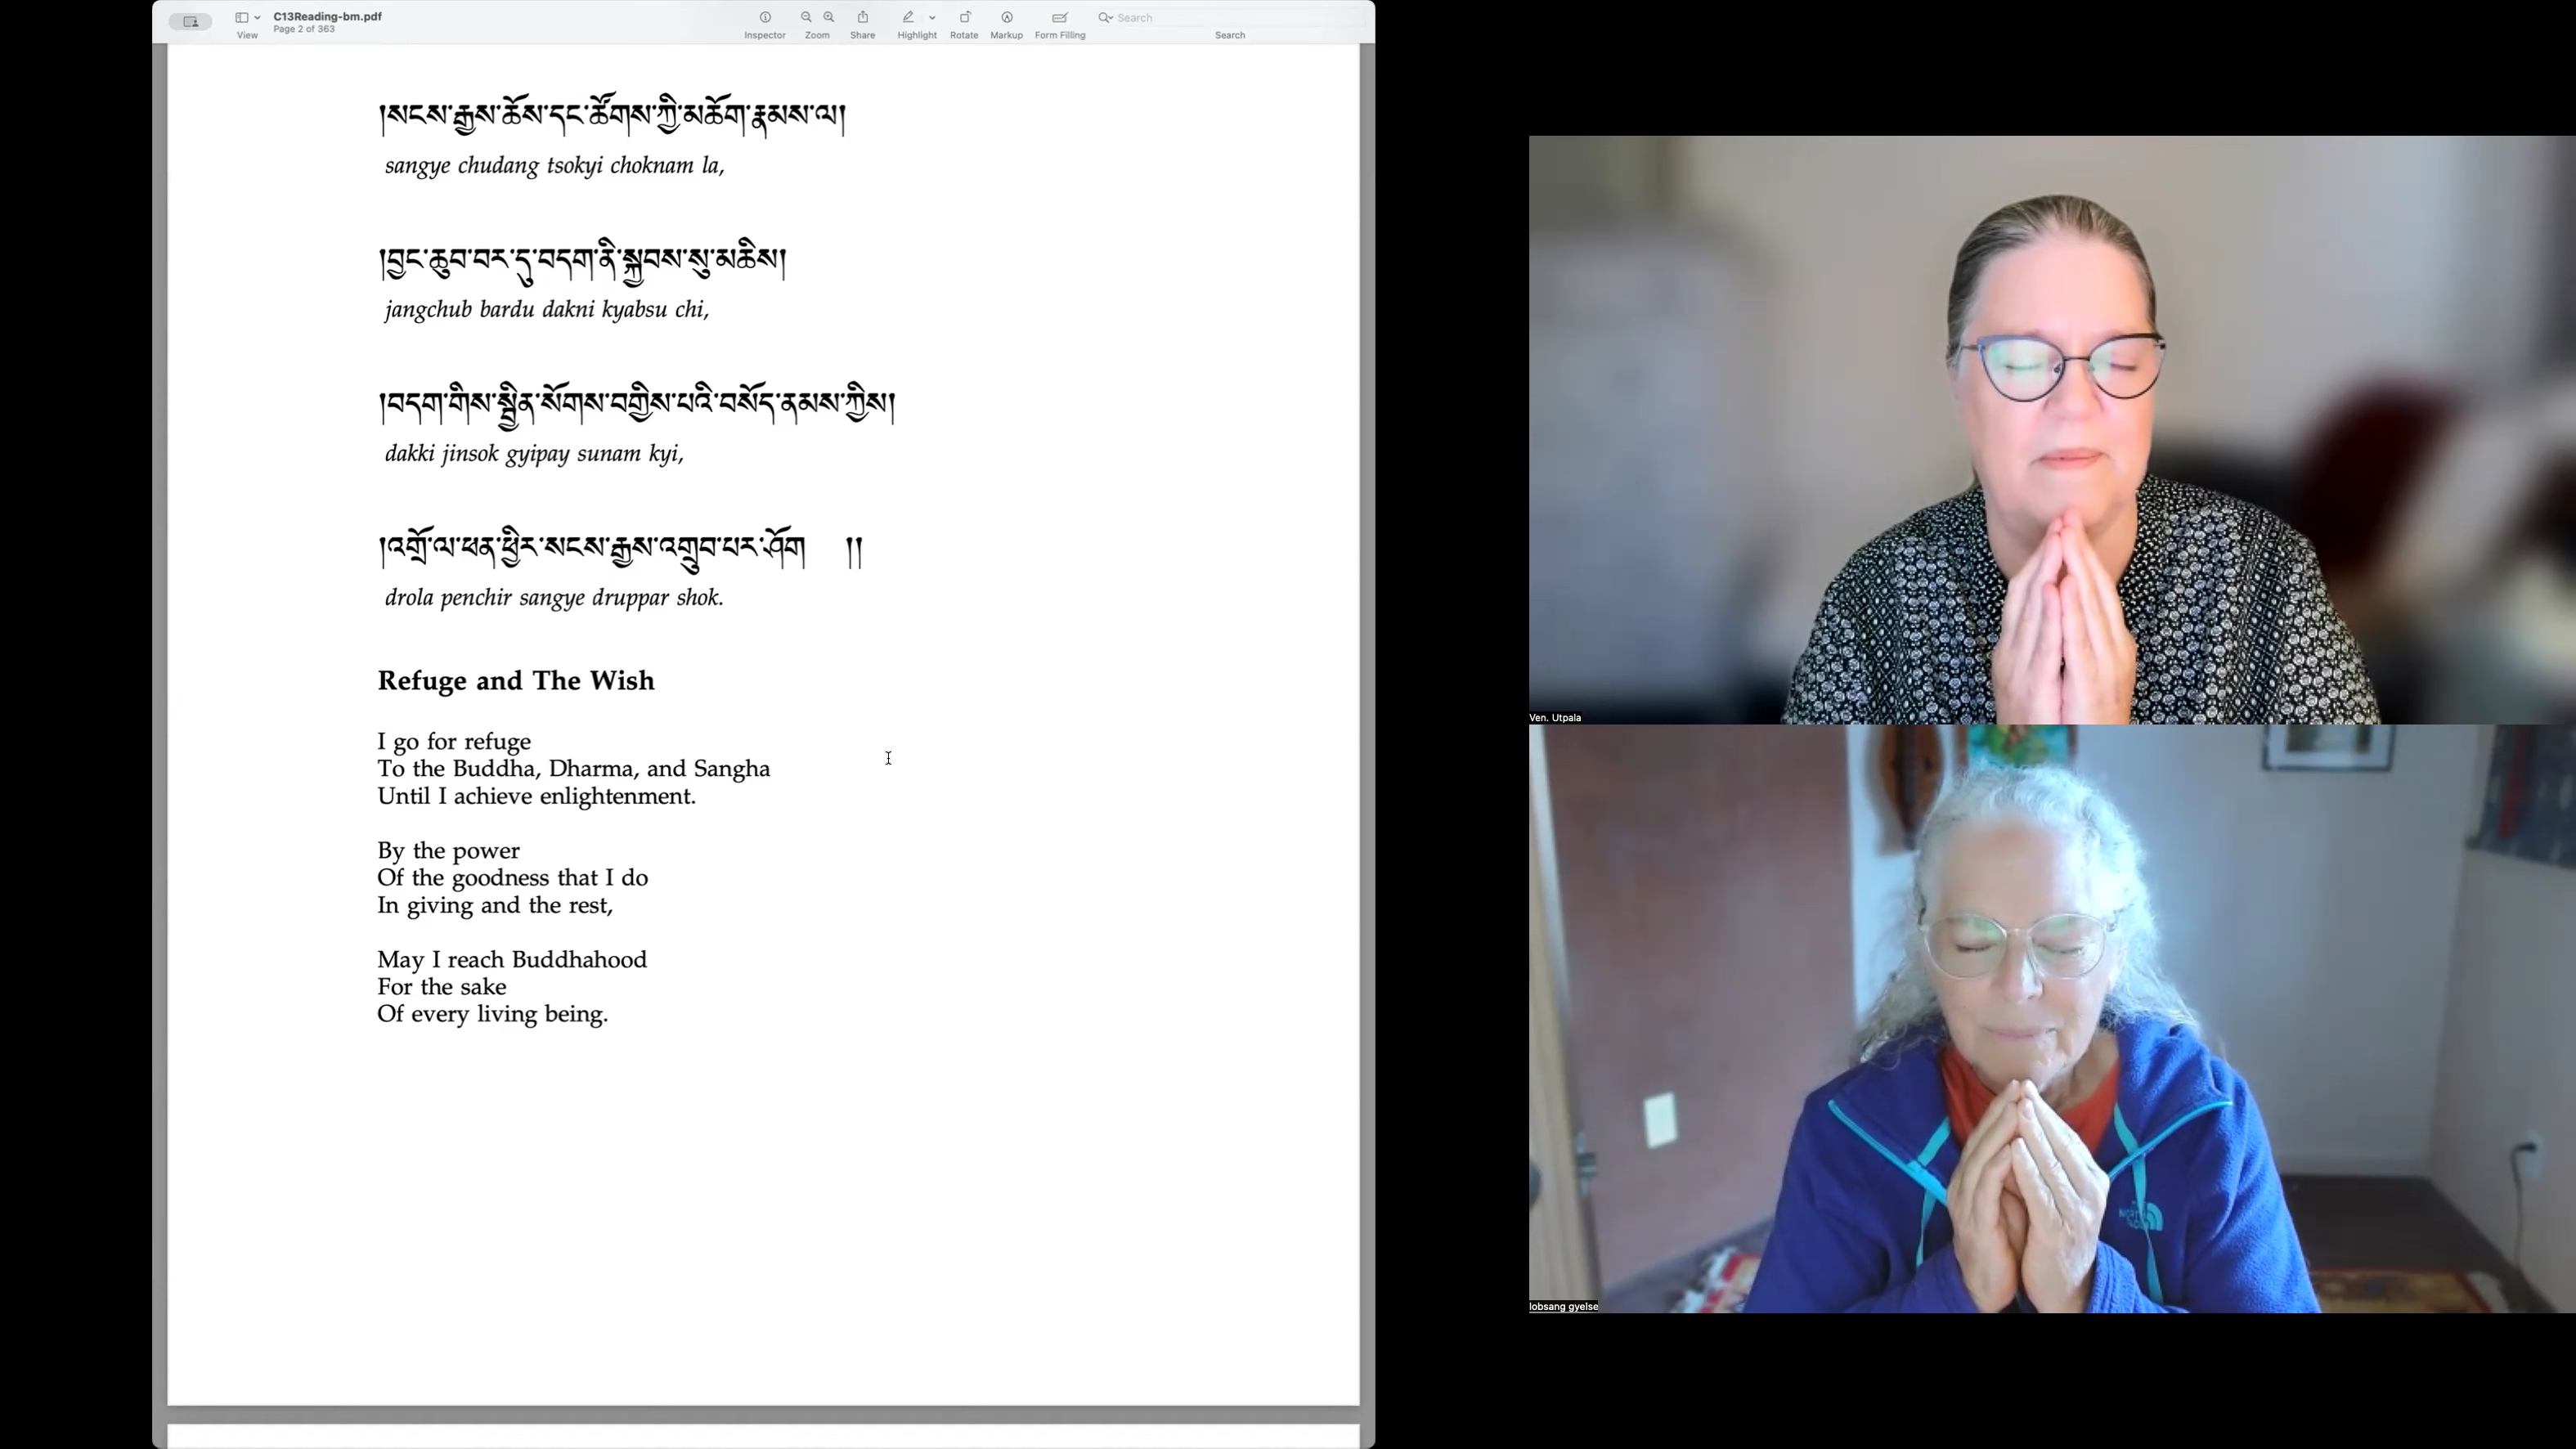 C13Reading-bm.pdf
Page 2 of 363
View
Inspector
Zoom
Share
Highlight
Rotate
Markup
Form Filling
Search
Search
།སངས་རྒྱས་ཆོས་དང་ཚོགས་ཀྱི་མཆོག་རྣམས་ལ།
sangye chudang tsokyi choknam la,
།བྱང་ཆུབ་བར་དུ་བདག་ནི་སྐྱབས་སུ་མཆིས།
jangchub bardu dakni kyabsu chi,
།བདག་གིས་སྦྱིན་སོགས་བགྱིས་པའི་བསོད་ནམས་ཀྱིས།
dakki jinsok gyipay sunam kyi,
།འགྲོ་ལ་ཕན་ཕྱིར་སངས་རྒྱས་འགྲུབ་པར་ཤོག །།
drola penchir sangye druppar shok.
Refuge and The Wish
I go for refuge
To the Buddha, Dharma, and Sangha
Until I achieve enlightenment.
By the power
Of the goodness that I do
In giving and the rest,
May I reach Buddhahood
For the sake
Of every living being.
Ven. Utpala
lobsang gyelse